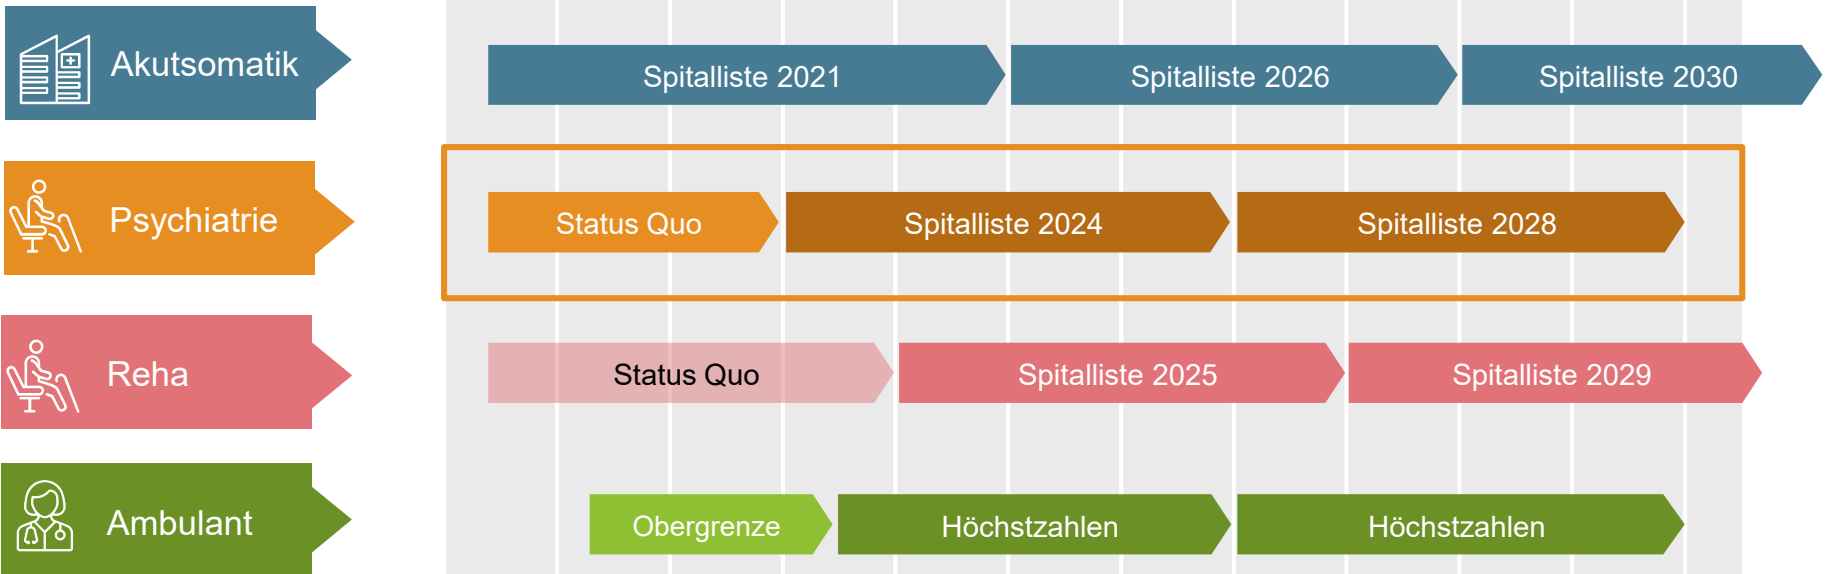 Akutsomatik
Spitalliste 2021
Spitalliste 2026
Spitalliste 2030
Psychiatrie
Status Quo
Spitalliste 2024
Spitalliste 2028
Reha
Status Quo
Spitalliste 2025
Spitalliste 2029
Ambulant
Obergrenze
Höchstzahlen
Höchstzahlen